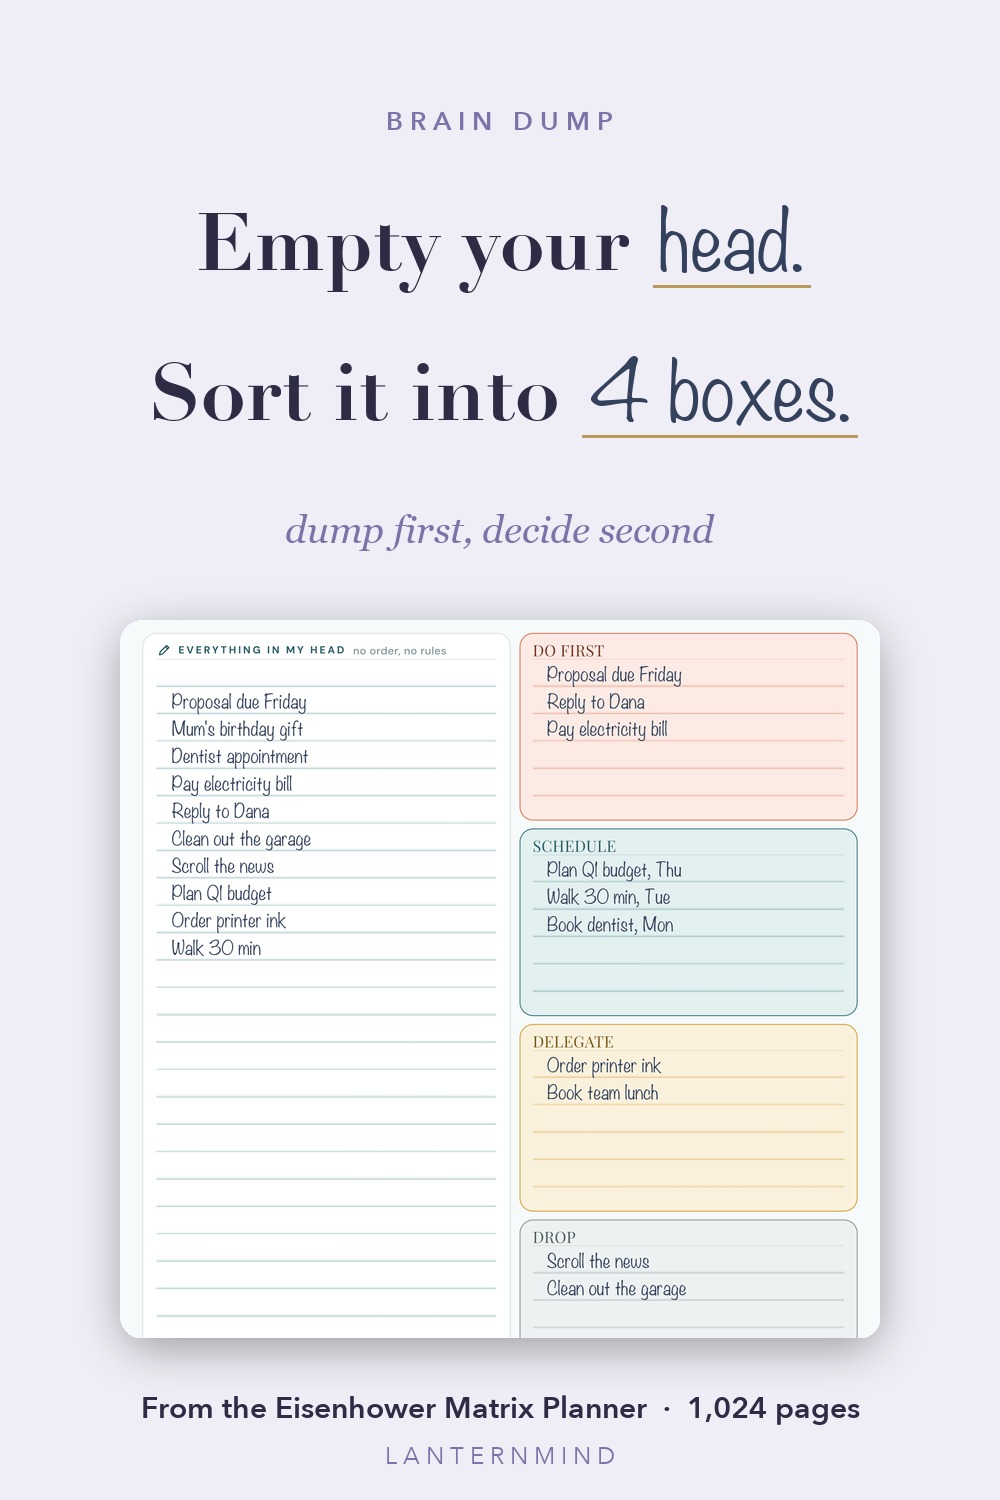 BRAIN DUMP
Empty your head.
Sort it into 4 boxes.
dump first, decide second
EVERYTHING IN MY HEAD no order, no rules
Proposal due Friday
Mum's birthday gift
Dentist appointment
Pay electricity bill
Reply to Dana
Clean out the garage
Scroll the news
Plan Q1 budget
Order printer ink
Walk 30 min
DO FIRST
Proposal due Friday
Reply to Dana
Pay electricity bill
SCHEDULE
Plan Q1 budget, Thu
Walk 30 min, Tue
Book dentist, Mon
DELEGATE
Order printer ink
Book team lunch
DROP
Scroll the news
Clean out the garage
From the Eisenhower Matrix Planner · 1,024 pages
LANTERNMIND